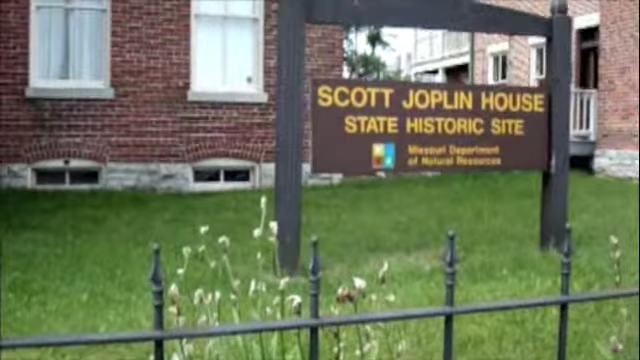 SCOTT JOPLIN HOUSE
STATE HISTORIC SITE
Missouri Department
of Natural Resources